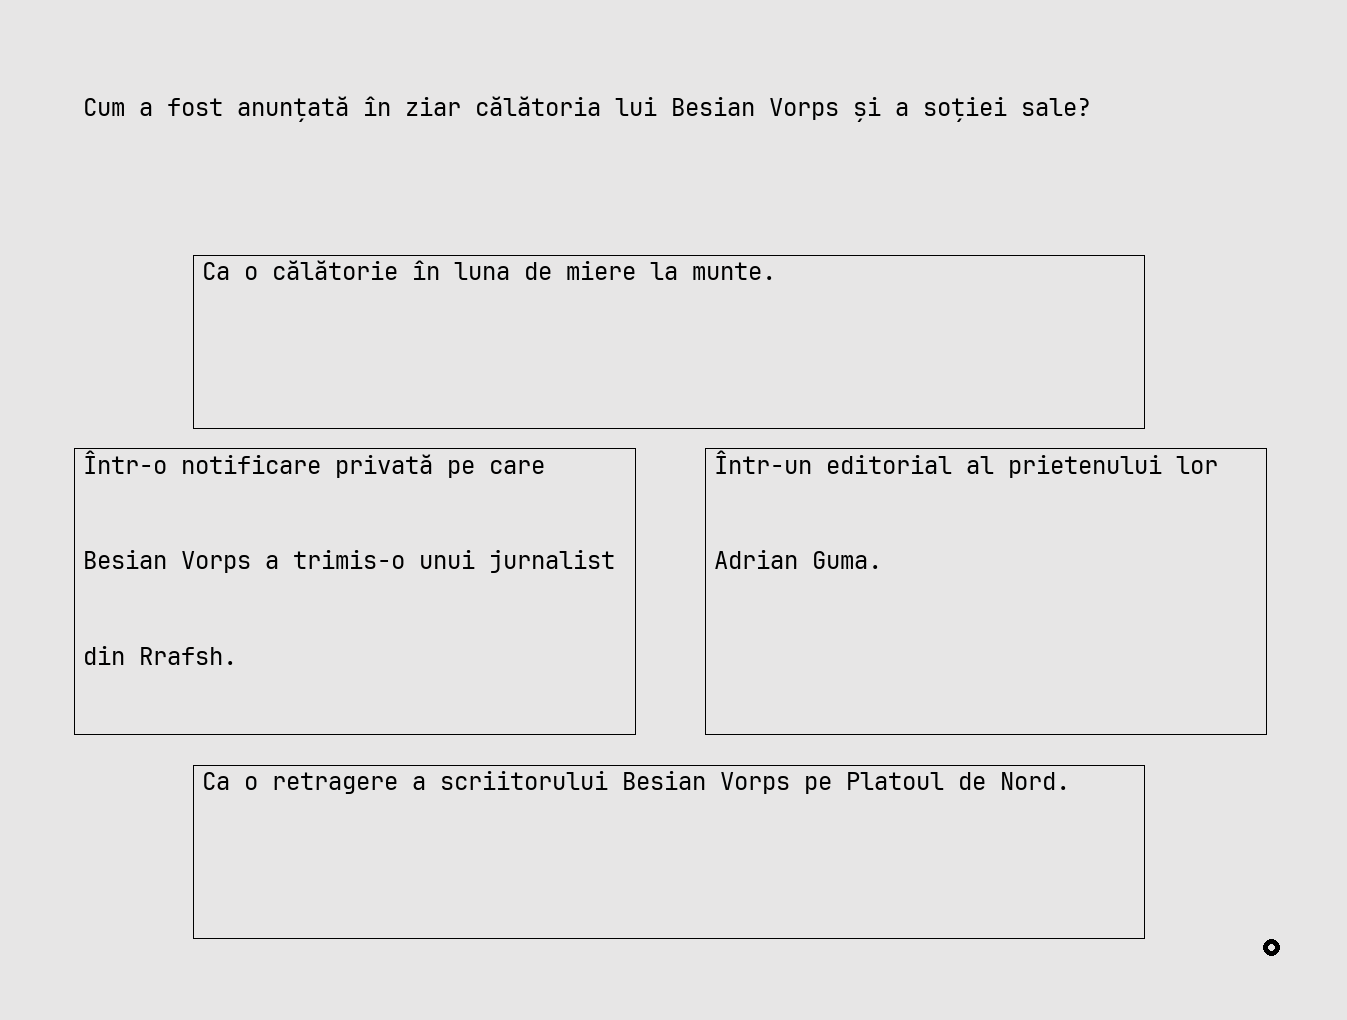 Cum a fost anunțată în ziar călătoria lui Besian Vorps și a soției sale?
Ca o călătorie în luna de miere la munte.
Într-o notificare privată pe care
Besian Vorps a trimis-o unui jurnalist
din Rrafsh.
Într-un editorial al prietenului lor
Adrian Guma.
Ca o retragere a scriitorului Besian Vorps pe Platoul de Nord.